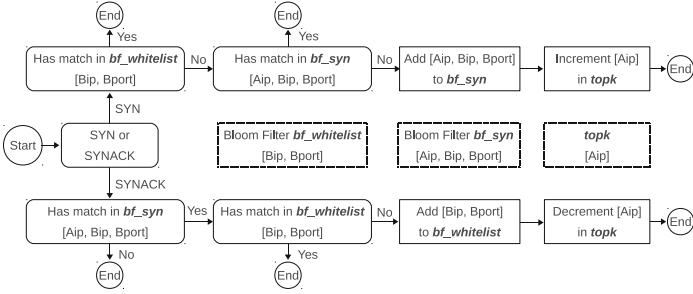 End
End
Yes
Yes
Has match in bf_whitelist
[Bip, Bport]
No
Has match in bf_syn
[Aip, Bip, Bport]
No
Add [Aip, Bip, Bport]
to bf_syn
Increment [Aip]
in topk
End
SYN
Start
SYN or
SYNACK
Bloom Filter bf_whitelist
[Bip, Bport]
Bloom Filter bf_syn
[Aip, Bip, Bport]
topk
[Aip]
SYNACK
Has match in bf_syn
[Aip, Bip, Bport]
Yes
Has match in bf_whitelist
[Bip, Bport]
No
Add [Bip, Bport]
to bf_whitelist
Decrement [Aip]
in topk
End
No
Yes
End
End